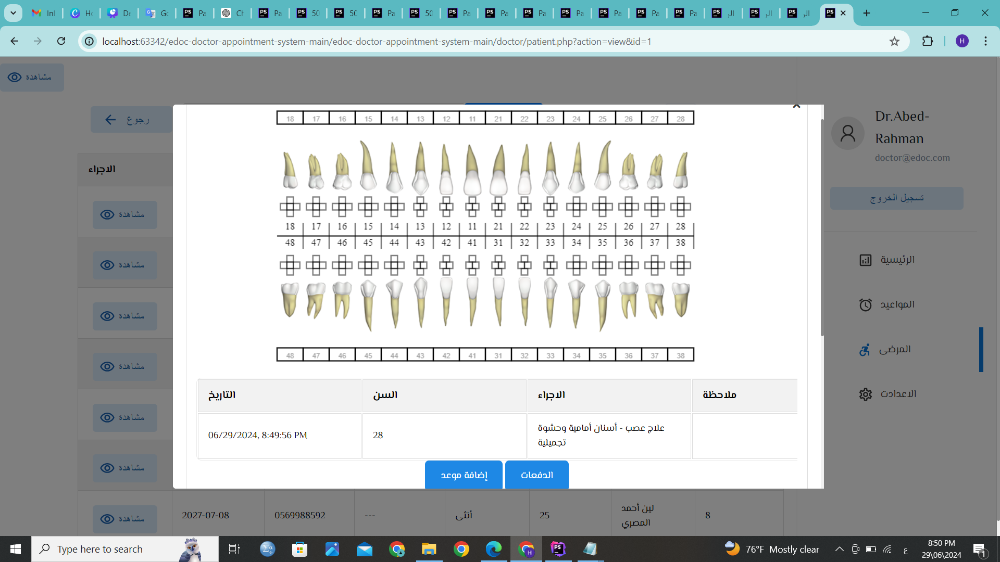 Inl
Ho
De
Go
Pa
Ch
Pa
50
50
Pa
50
Pa
Pa
Pa
Pa
Pa
Pa
Pa
الر
الر
الر
localhost:63342/edoc-doctor-appointment-system-main/edoc-doctor-appointment-system-main/doctor/patient.php?action=view&id=1
H
مشاهدة
رجوع
الاجراء
مشاهدة
مشاهدة
مشاهدة
مشاهدة
مشاهدة
مشاهدة
مشاهدة
18 17 16 15 14 13 12 11 21 22 23 24 25 26 27 28
18 17 16 15 14 13 12 11 21 22 23 24 25 26 27 28
48 47 46 45 44 43 42 41 31 32 33 34 35 36 37 38
48 47 46 45 44 43 42 41 31 32 33 34 35 36 37 38
التاريخ السن الاجراء ملاحظة
06/29/2024, 8:49:56 PM 28 علاج عصب - أسنان أمامية وحشوة
تجميلية
إضافة موعد
الدفعات
2027-07-08 0569988592 --- أنثى 25 لين أحمد
المصري
8
Dr.Abed-
Rahman
doctor@edoc.com
تسجيل الخروج
الرئيسية
المواعيد
المرضى
الاعدادت
Type here to search
76°F Mostly clear
ع
8:50 PM
29\06\2024
1